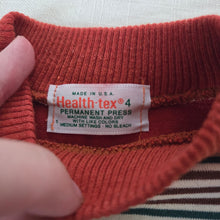 MADE IN U.S.A.
Health-tex® 4
PERMANENT PRESS
MACHINE WASH AND DRY
WITH LIKE COLORS
MEDIUM SETTINGS - NO BLEACH